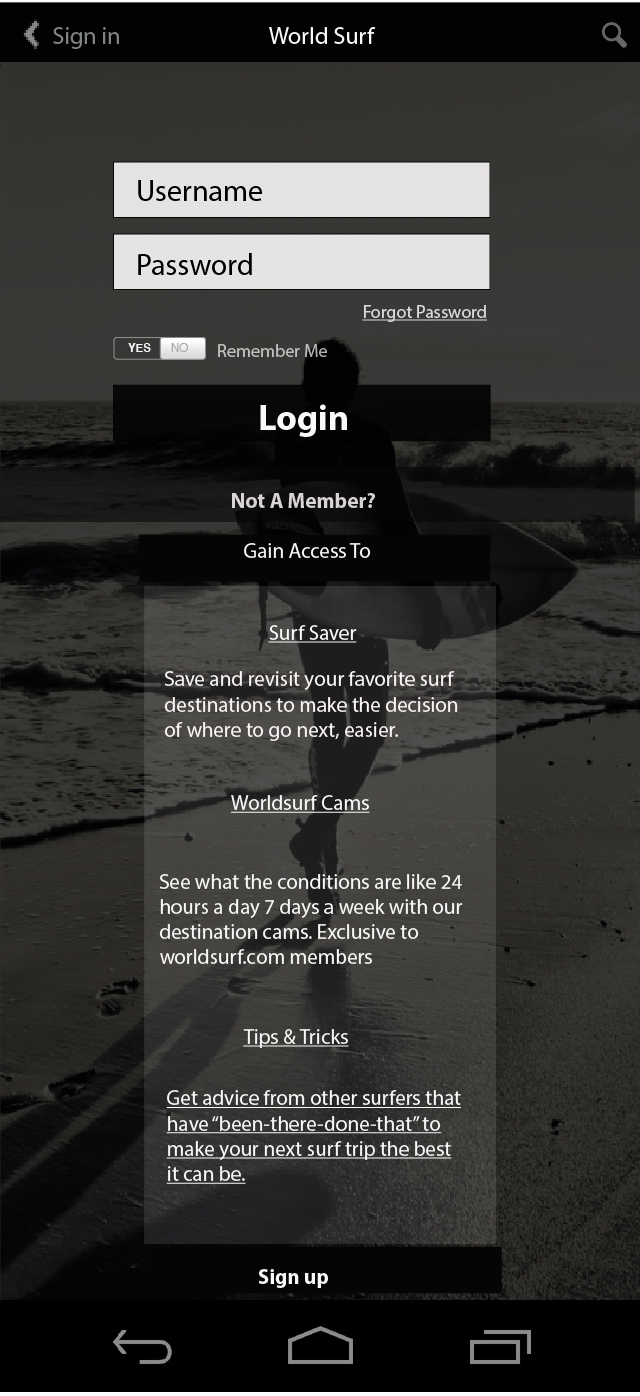 Sign in
World Surf
Username
Password
Forgot Password
YES NO Remember Me
Login
Not A Member?
Gain Access To
Surf Saver
Save and revisit your favorite surf
destinations to make the decision
of where to go next, easier.
Worldsurf Cams
See what the conditions are like 24
hours a day 7 days a week with our
destination cams. Exclusive to
worldsurf.com members
Tips & Tricks
Get advice from other surfers that
have “been-there-done-that” to
make your next surf trip the best
it can be.
Sign up